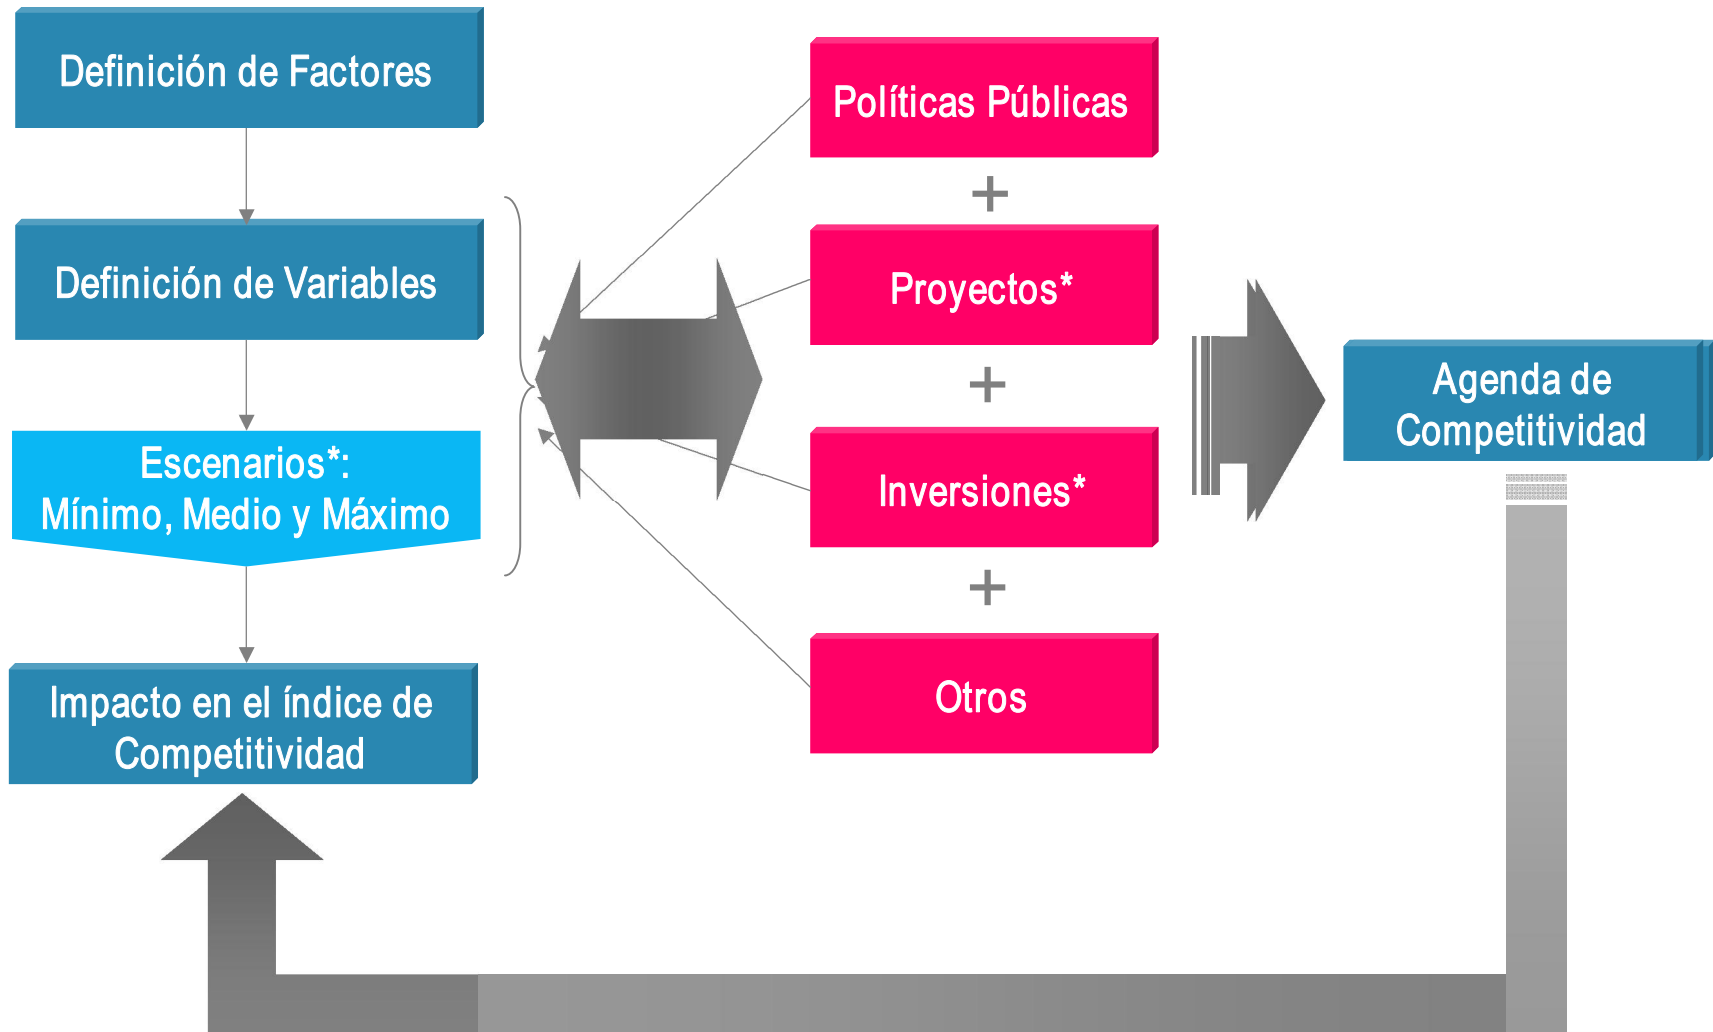 Definición de Factores
Definición de Variables
Escenarios*:
Mínimo, Medio y Máximo
Impacto en el índice de
Competitividad
Políticas Públicas
+
Proyectos*
+
Inversiones*
+
Otros
Agenda de
Competitividad